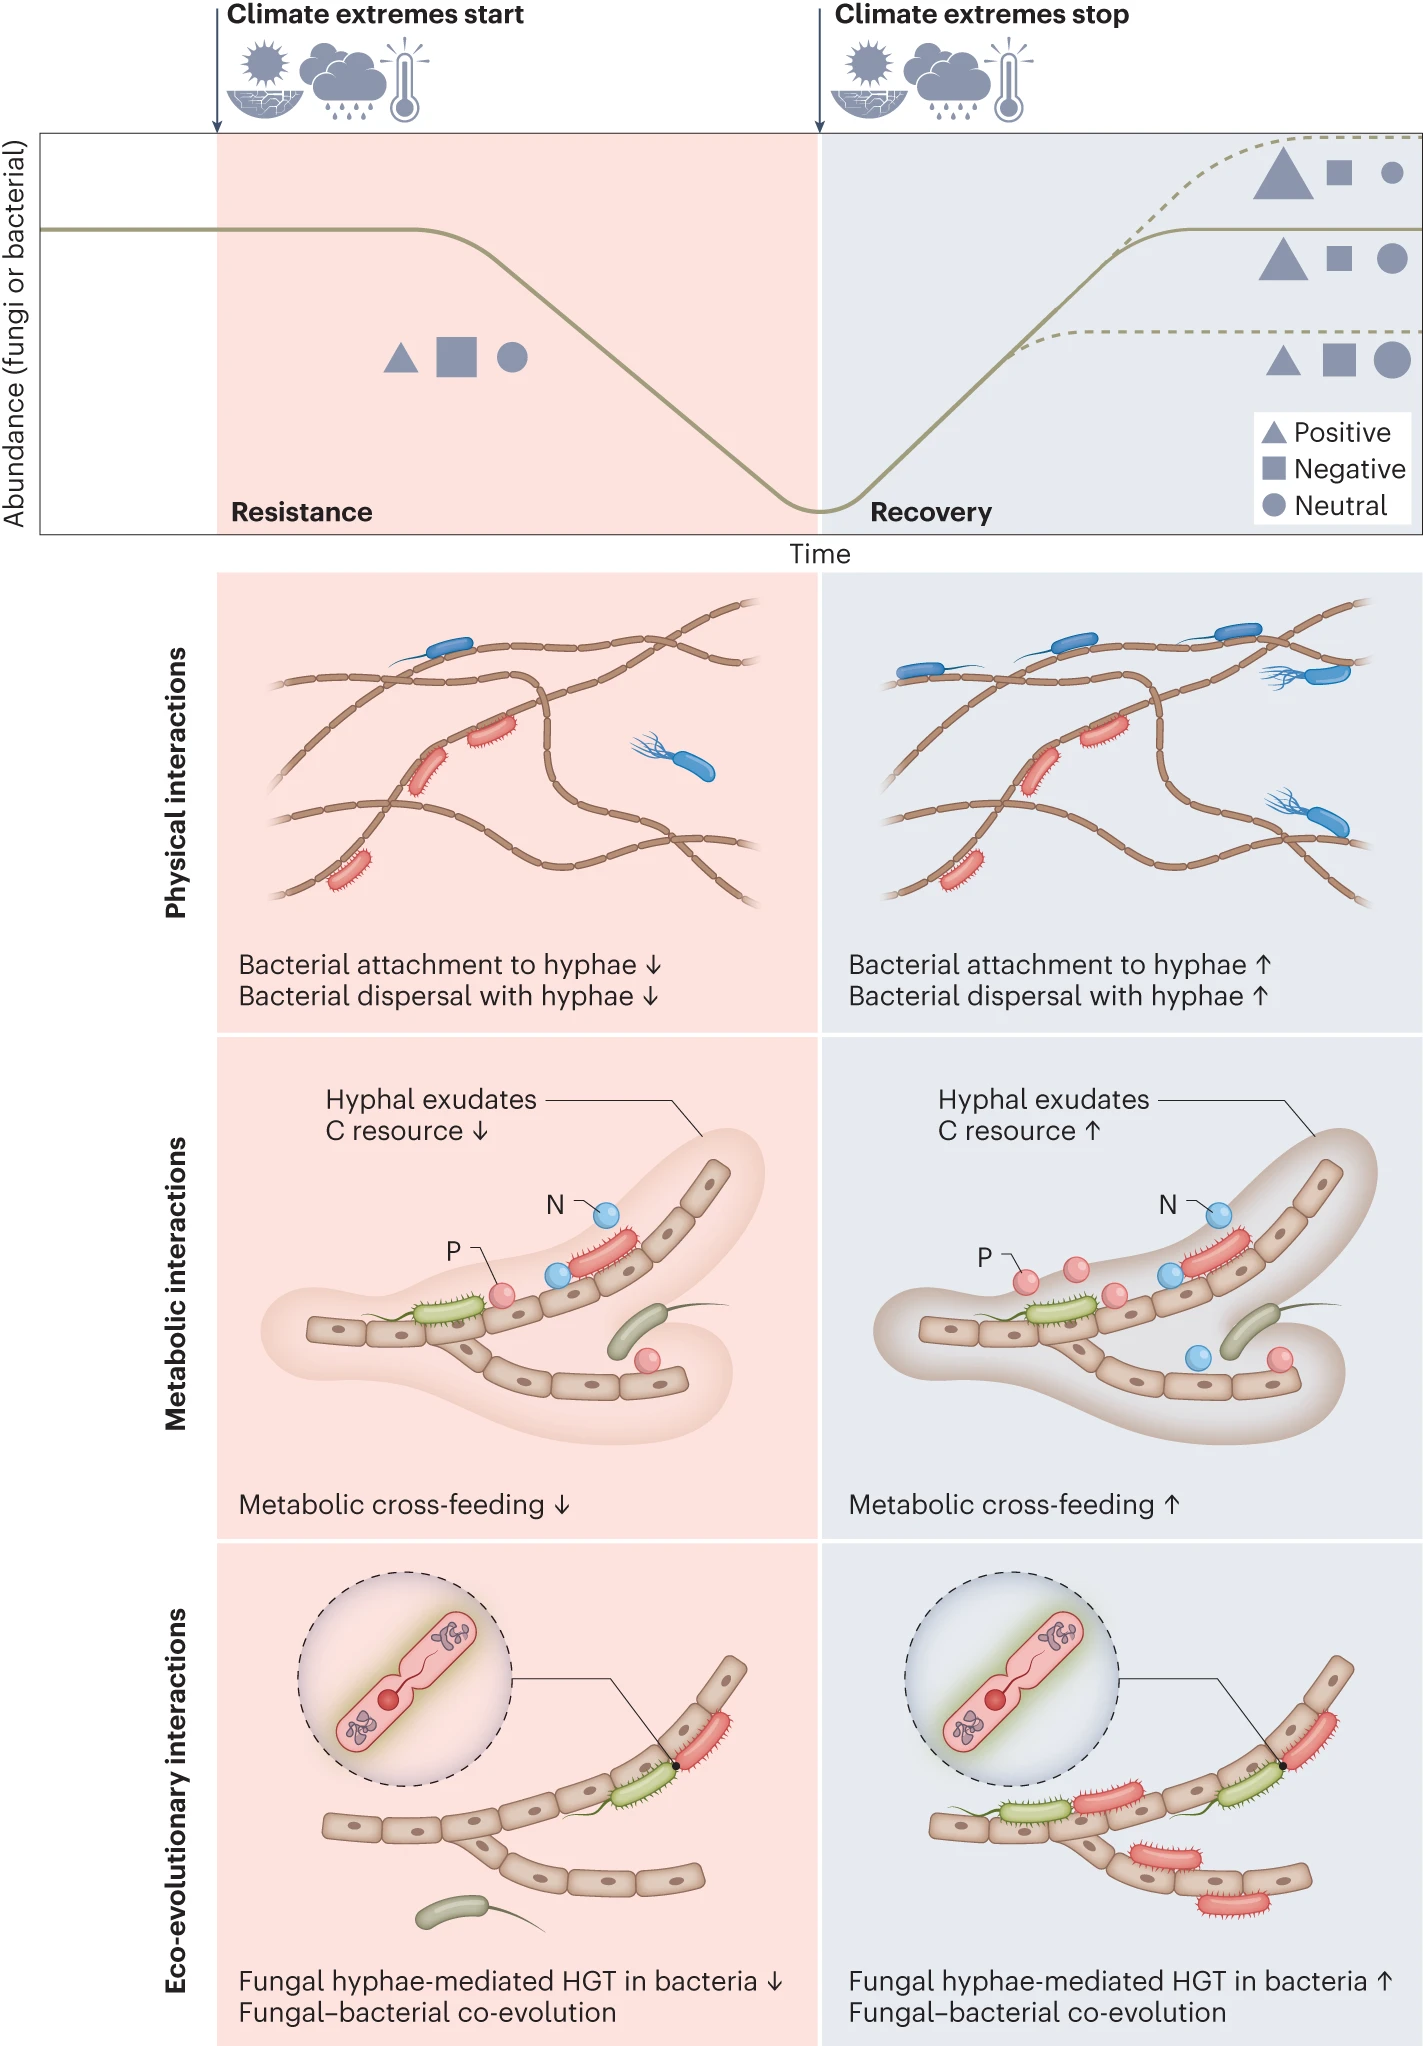 Climate extremes start
Climate extremes stop
Abundance (fungi or bacterial)
Positive
Negative
Neutral
Resistance
Recovery
Time
Physical interactions
Bacterial attachment to hyphae ↓
Bacterial dispersal with hyphae ↓
Bacterial attachment to hyphae ↑
Bacterial dispersal with hyphae ↑
Metabolic interactions
Hyphal exudates
C resource ↓
N
P
Metabolic cross-feeding ↓
Hyphal exudates
C resource ↑
N
P
Metabolic cross-feeding ↑
Eco-evolutionary interactions
Fungal hyphae-mediated HGT in bacteria ↓
Fungal–bacterial co-evolution
Fungal hyphae-mediated HGT in bacteria ↑
Fungal–bacterial co-evolution